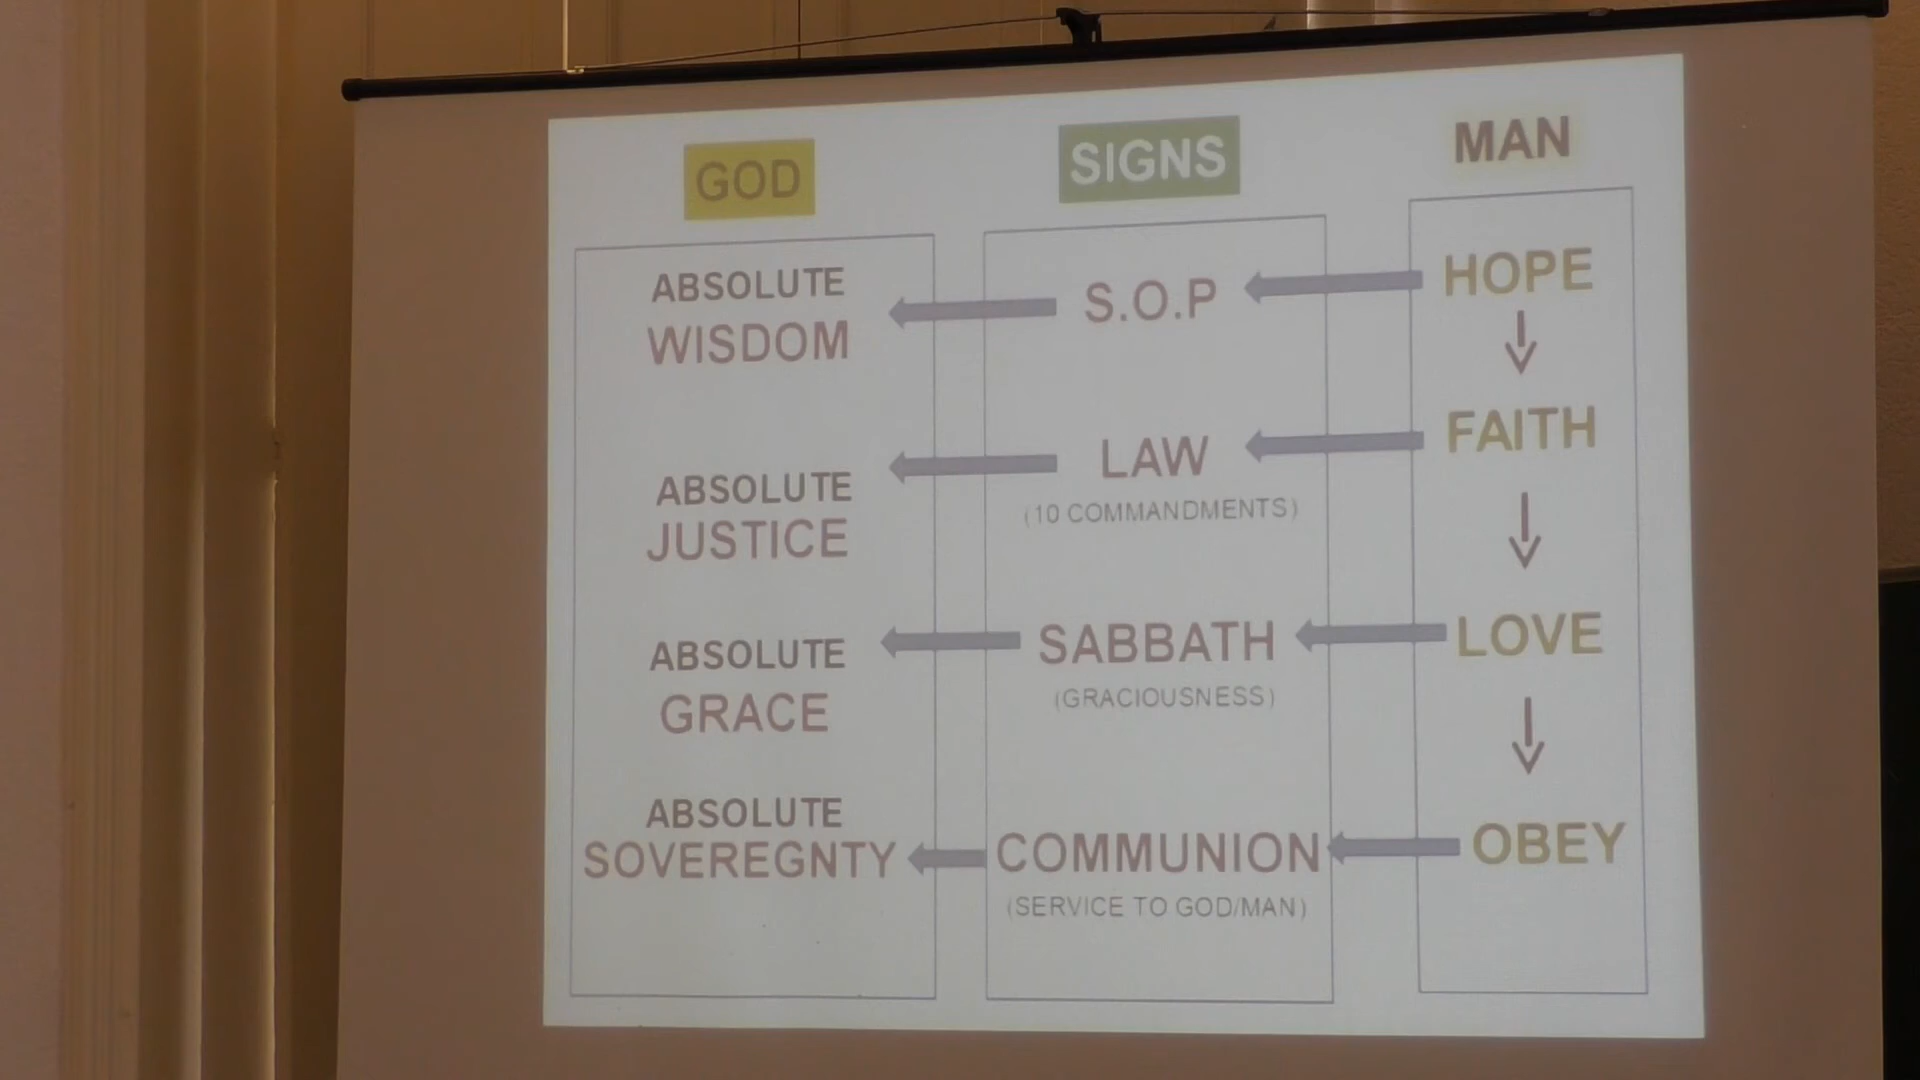 GOD
SIGNS
MAN
ABSOLUTE
WISDOM
S.O.P
HOPE
ABSOLUTE
JUSTICE
LAW
(10 COMMANDMENTS)
FAITH
ABSOLUTE
GRACE
SABBATH
(GRACIOUSNESS)
LOVE
ABSOLUTE
SOVEREGNTY
COMMUNION
(SERVICE TO GOD/MAN)
OBEY